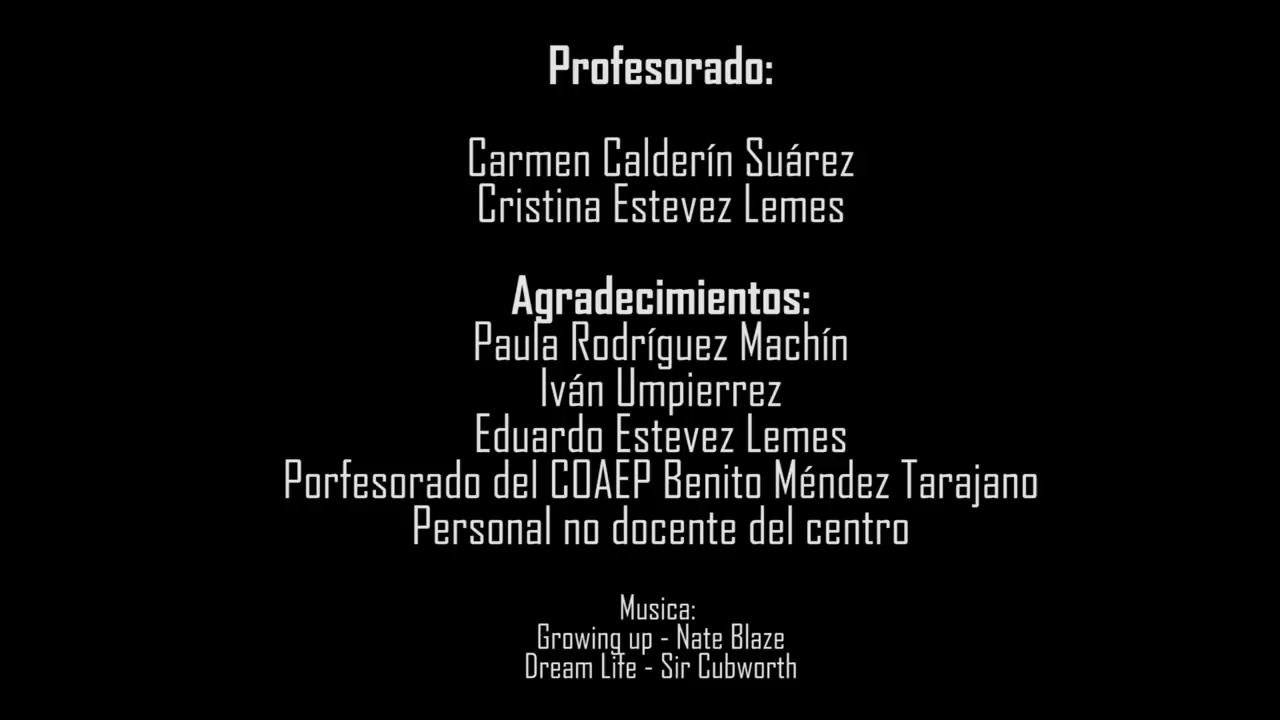 Profesorado:
Carmen Calderín Suárez
Cristina Estevez Lemes
Agradecimientos:
Paula Rodríguez Machín
Iván Umpierrez
Eduardo Estevez Lemes
Porfesorado del COAEP Benito Méndez Tarajano
Personal no docente del centro
Musica:
Growing up - Nate Blaze
Dream Life - Sir Cubworth